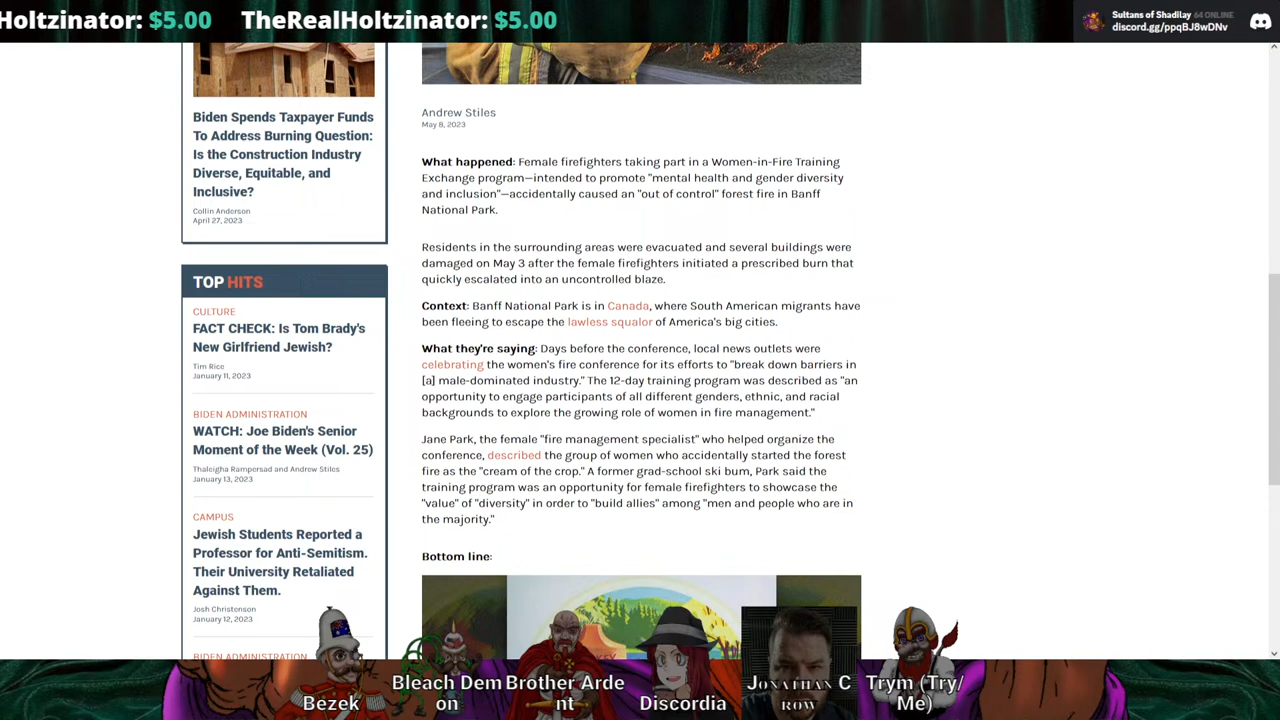 Holtzinator: $5.00 TheRealHoltzinator: $5.00
Sultans of Shadilay 64 ONLINE
discord.gg/ppqBJ8wDNv
Biden Spends Taxpayer Funds
To Address Burning Question:
Is the Construction Industry
Diverse, Equitable, and
Inclusive?
Collin Anderson
April 27, 2023
TOP HITS
CULTURE
FACT CHECK: Is Tom Brady's
New Girlfriend Jewish?
Tim Rice
January 11, 2023
BIDEN ADMINISTRATION
WATCH: Joe Biden's Senior
Moment of the Week (Vol. 25)
Thaleigha Rampersad and Andrew Stiles
January 13, 2023
CAMPUS
Jewish Students Reported a
Professor for Anti-Semitism.
Their University Retaliated
Against Them.
Josh Christenson
January 12, 2023
BIDEN ADMINISTRATION
Andrew Stiles
May 8, 2023
What happened: Female firefighters taking part in a Women-in-Fire Training
Exchange program—intended to promote "mental health and gender diversity
and inclusion"—accidentally caused an "out of control" forest fire in Banff
National Park.
Residents in the surrounding areas were evacuated and several buildings were
damaged on May 3 after the female firefighters initiated a prescribed burn that
quickly escalated into an uncontrolled blaze.
Context: Banff National Park is in Canada, where South American migrants have
been fleeing to escape the lawless squalor of America's big cities.
What they're saying: Days before the conference, local news outlets were
celebrating the women's fire conference for its efforts to "break down barriers in
[a] male-dominated industry." The 12-day training program was described as "an
opportunity to engage participants of all different genders, ethnic, and racial
backgrounds to explore the growing role of women in fire management."
Jane Park, the female "fire management specialist" who helped organize the
conference, described the group of women who accidentally started the forest
fire as the "cream of the crop." A former grad-school ski bum, Park said the
training program was an opportunity for female firefighters to showcase the
"value" of "diversity" in order to "build allies" among "men and people who are in
the majority."
Bottom line:
Bezek
Bleach Dem
on
Brother Arde
nt
Discordia
Jonathan C
row
Trym (Try/
Me)